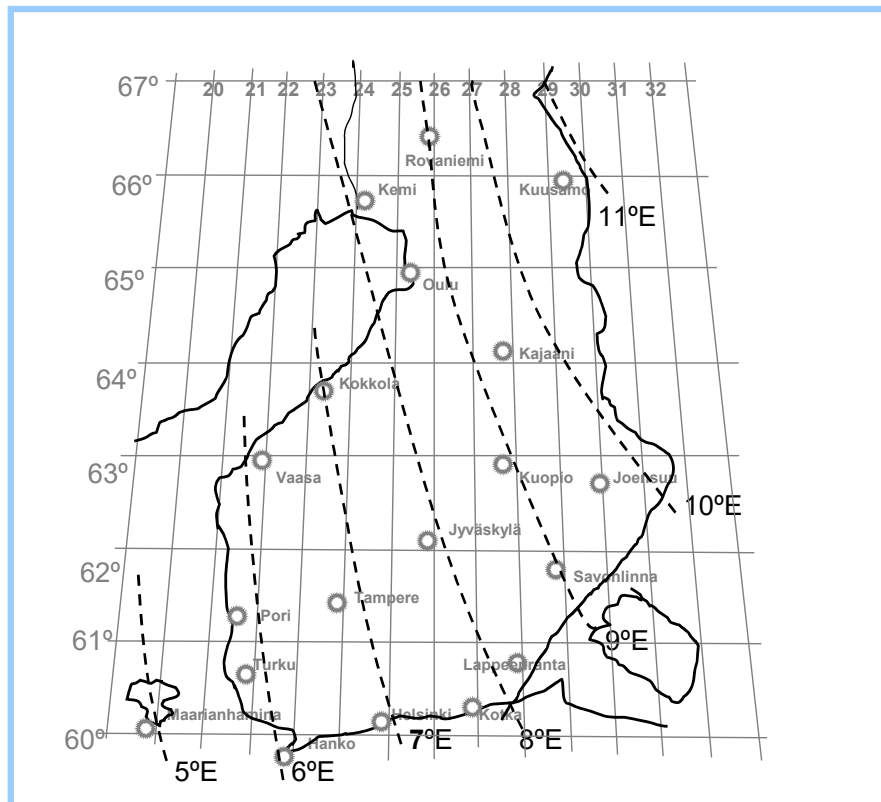 67º 20 21 22 23 24 25 26 27 28 29 30 31 32
Rovaniemi
66º Kemi Kuusamo
11ºE
65º Oulu
Kajaani
64º Kokkola
63º Vaasa Kuopio Joensuu
10ºE
Jyväskylä
62º Savonlinna
Tampere
Pori
61º 9ºE
Turku Lappeenranta
Maarianhamina Helsinki Kotka
60º Hanko 7ºE 8ºE
5ºE 6ºE